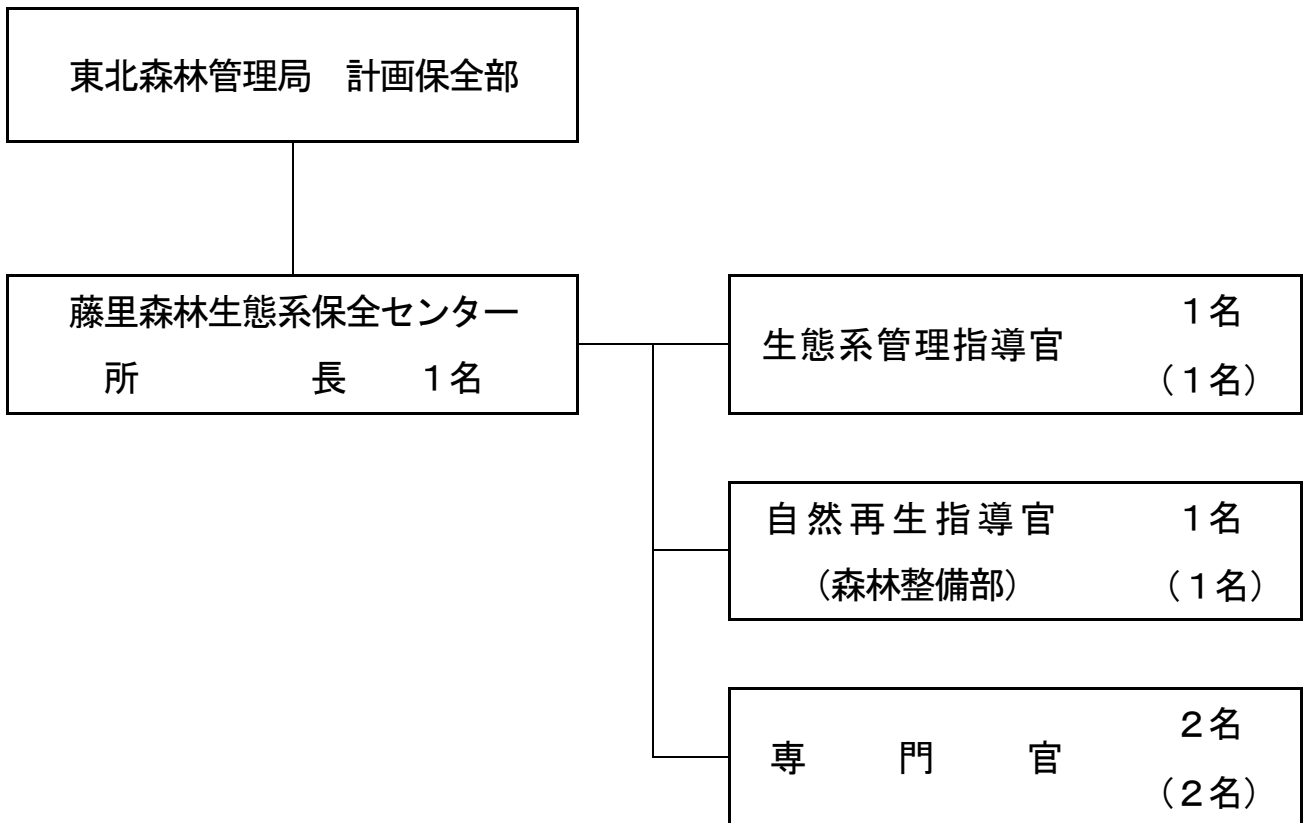 東北森林管理局　計画保全部
藤里森林生態系保全センター
所　　　　　長　　１名
生態系管理指導官　　１名
（１名）
自然再生指導官　　１名
（森林整備部）　　（１名）
専　　門　　官　　２名
（２名）